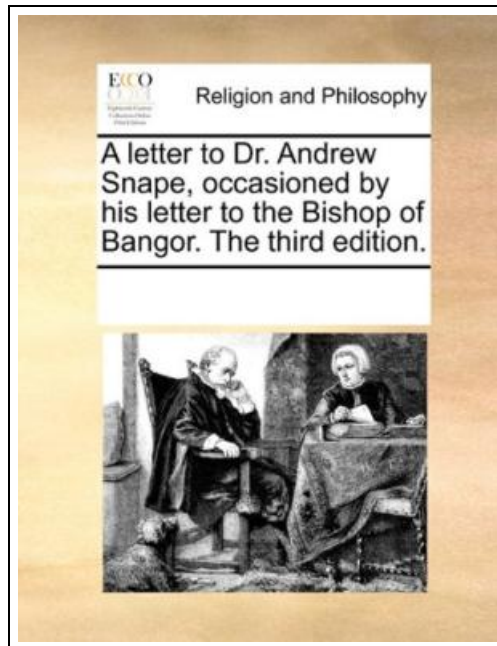 ECCO
Religion and Philosophy
A letter to Dr. Andrew
Snape, occasioned by
his letter to the Bishop of
Bangor. The third edition.